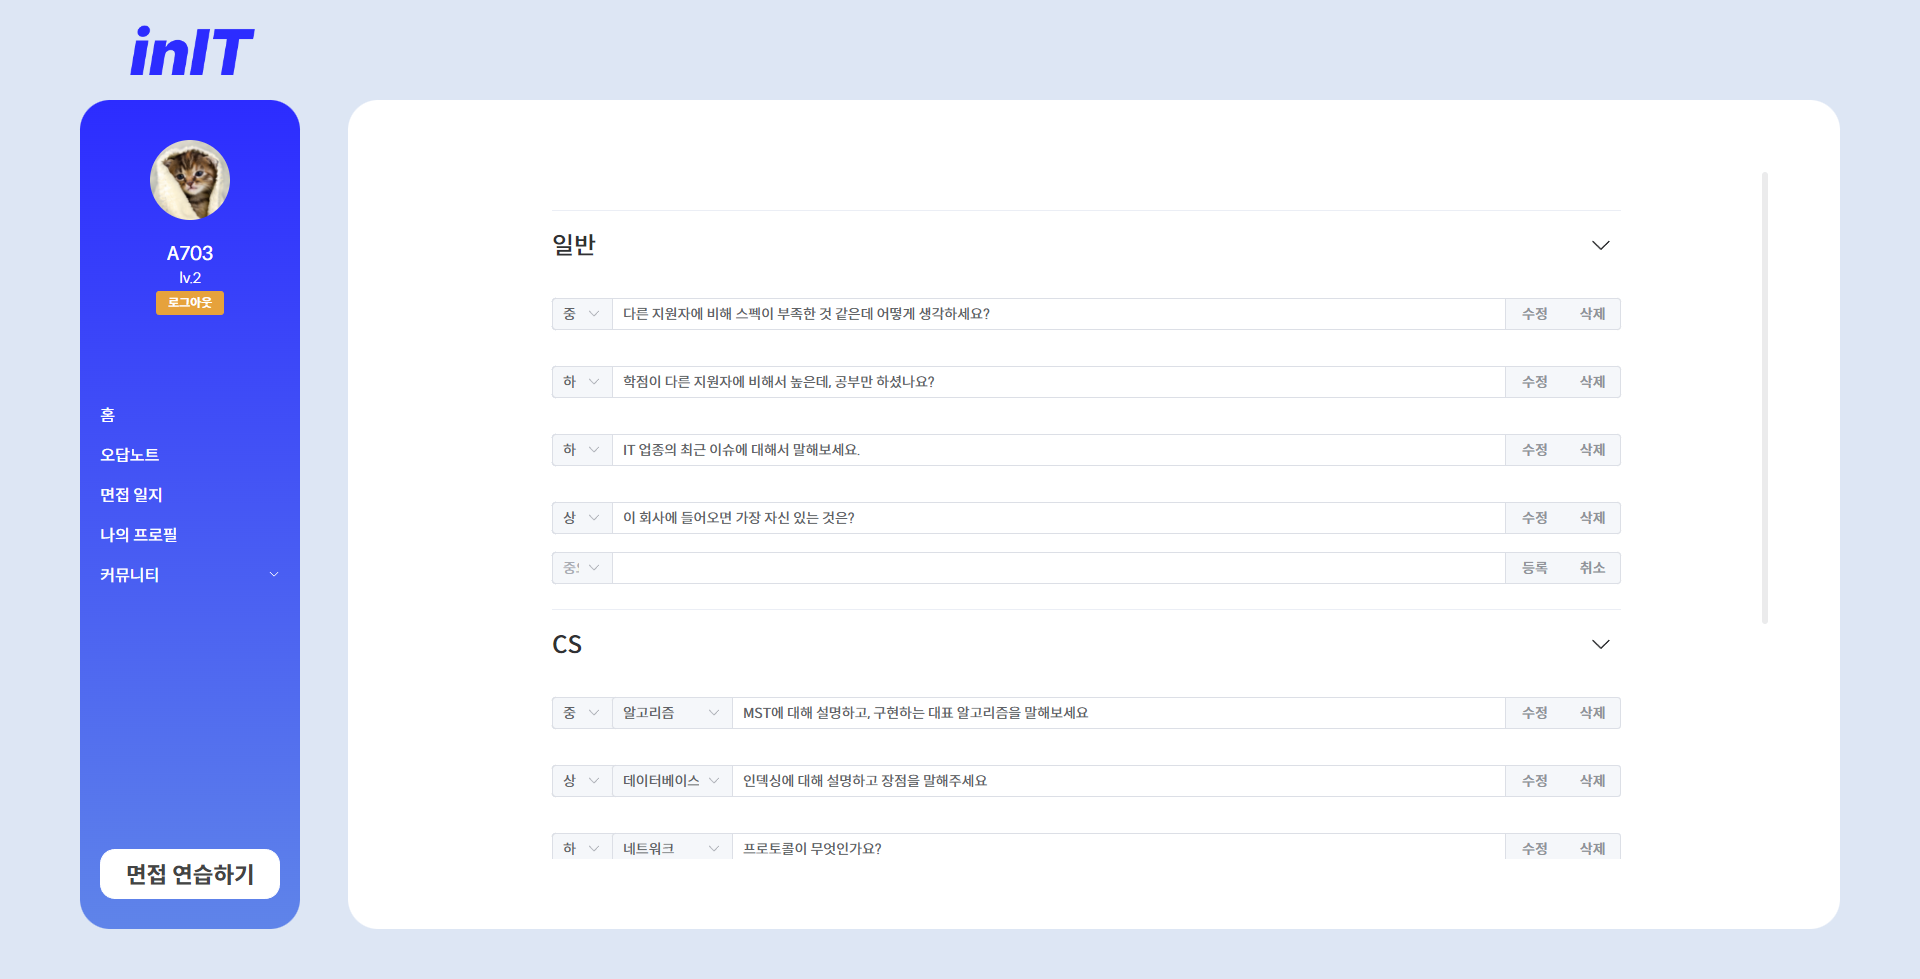 inIT
A703
lv.2
로그아웃
홈
오답노트
면접 일지
나의 프로필
커뮤니티
면접 연습하기
일반
중 다른 지원자에 비해 스펙이 부족한 것 같은데 어떻게 생각하세요? 수정 삭제
하 학점이 다른 지원자에 비해서 높은데, 공부만 하셨나요? 수정 삭제
하 IT 업종의 최근 이슈에 대해서 말해보세요. 수정 삭제
상 이 회사에 들어오면 가장 자신 있는 것은? 수정 삭제
등록 취소
CS
중 알고리즘 MST에 대해 설명하고, 구현하는 대표 알고리즘을 말해보세요 수정 삭제
상 데이터베이스 인덱싱에 대해 설명하고 장점을 말해주세요 수정 삭제
하 네트워크 프로토콜이 무엇인가요? 수정 삭제